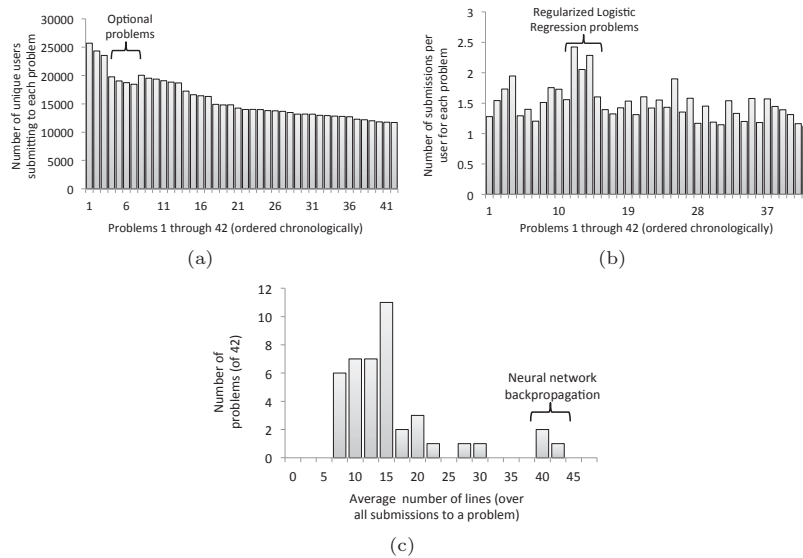 Optional
problems
Number of unique users
submitting to each problem
30000
25000
20000
15000
10000
5000
0
1 6 11 16 21 26 31 36 41
Problems 1 through 42 (ordered chronologically)
(a)
Regularized Logistic
Regression problems
Number of submissions per
user for each problem
3
2.5
2
1.5
1
0.5
0
1 10 19 28 37
Problems 1 through 42 (ordered chronologically)
(b)
Number of
problems (of 42)
12
10
8
6
4
2
0
Neural network
backpropagation
0 5 10 15 20 25 30 35 40 45
Average number of lines (over
all submissions to a problem)
(c)